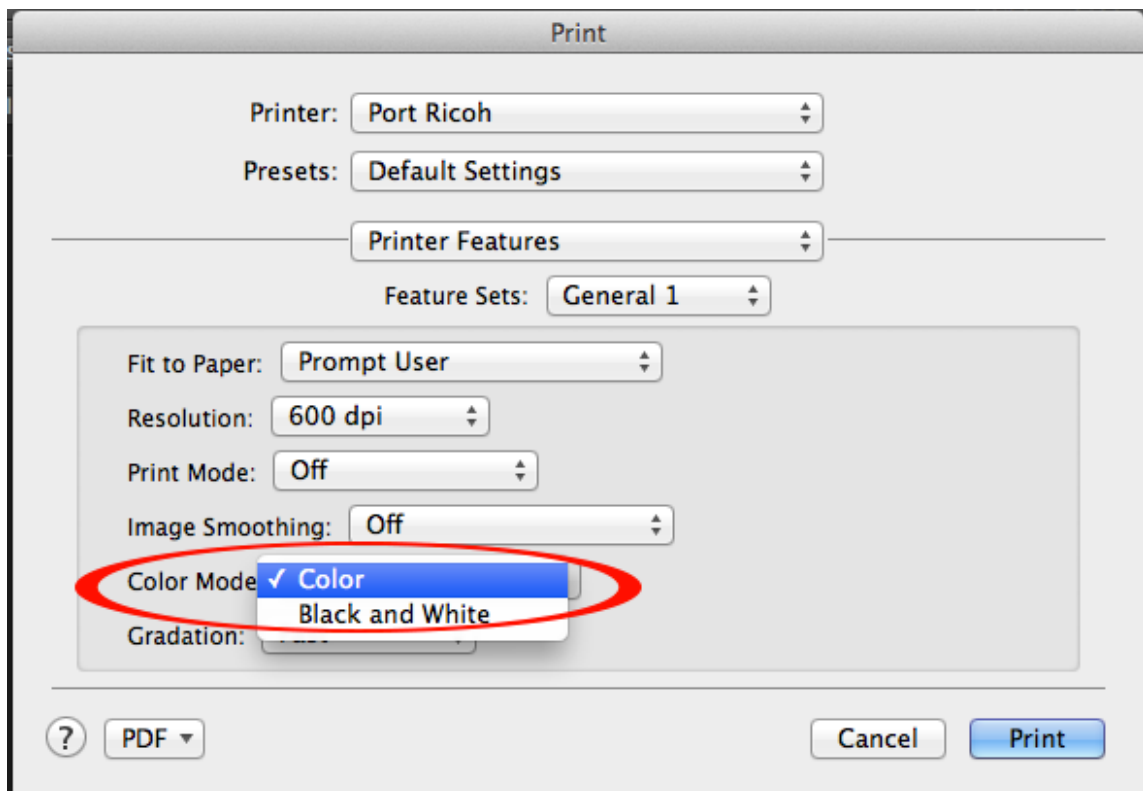 Print
Printer: Port Ricoh
Presets: Default Settings
Printer Features
Feature Sets: General 1
Fit to Paper: Prompt User
Resolution: 600 dpi
Print Mode: Off
Image Smoothing: Off
Color Mode ✓ Color
Black and White
Gradation:
? PDF Cancel Print